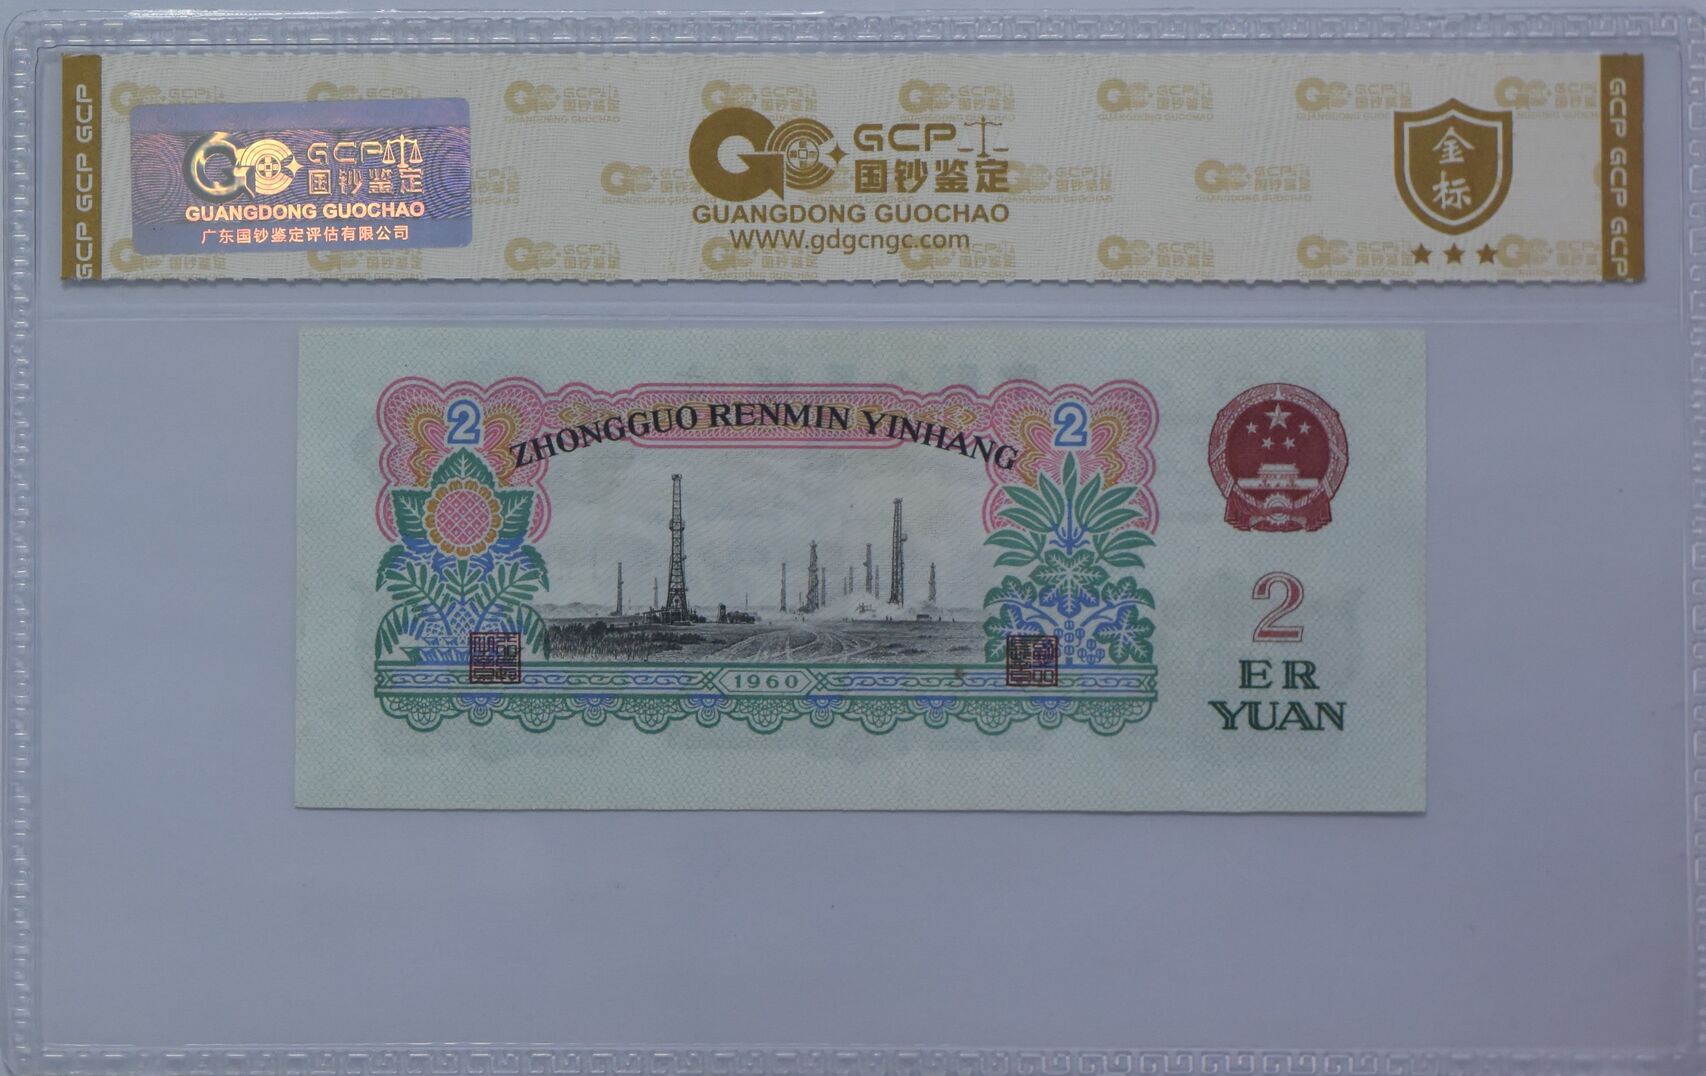 GCP GCP GCP
GCP
国钞鉴定
GUANGDONG GUOCHAO
广东国钞鉴定评估有限公司
GCP
国钞鉴定
GUANGDONG GUOCHAO
WWW.gdgcngc.com
金
标
GCP GCP GCP
2
ZHONGGUO RENMIN YINHANG
2
1960
2
ER
YUAN